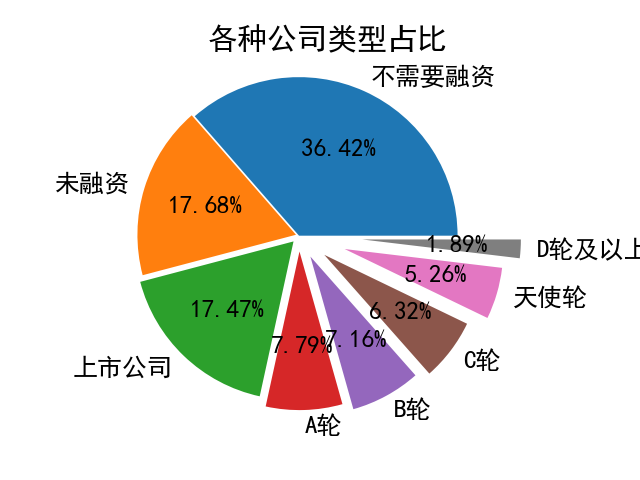 各种公司类型占比
不需要融资
36.42%
未融资
17.68%
上市公司
17.47%
A轮
7.79%
B轮
7.16%
C轮
6.32%
天使轮
5.26%
D轮及以上
1.89%